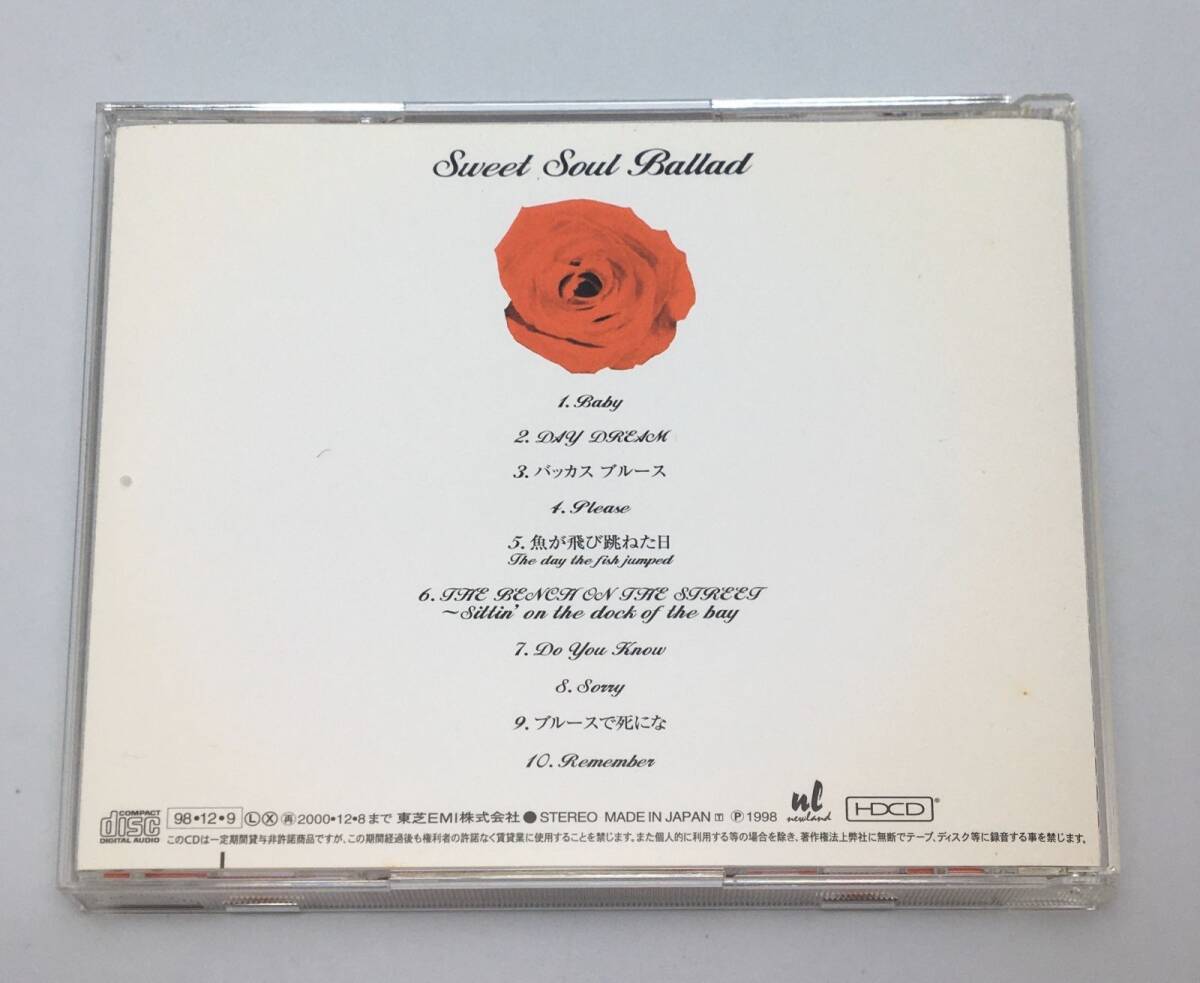 Sweet Soul Ballad
1. Baby
2. DAY DREAM
3. バッカス ブルース
4. Please
5. 魚が飛び跳ねた日
The day the fish jumped
6. THE BENCH ON THE STREET
～Sittin' on the dock of the bay
7. Do You Know
8. Sorry
9. ブルースで死にな
10. Remember
COMPACT disc DIGITAL AUDIO 98・12・9 Ⓛ Ⓧ 再 2000・12・8まで 東芝EMI株式会社 ● STEREO MADE IN JAPAN T Ⓟ 1998 nl newland HDCD
このCDは一定期間貸与非許諾商品ですが、この期間経過後も権利者の許諾なく賃貸業に使用することを禁じます。また個人的に利用する等の場合を除き、著作権法上弊社に無断でテープ、ディスク等に録音する事を禁じます。